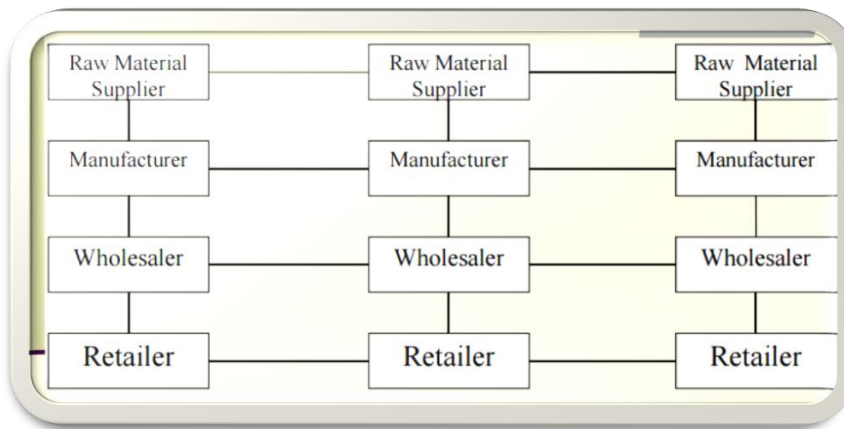 Raw Material
Supplier
Raw Material
Supplier
Raw Material
Supplier
Manufacturer
Manufacturer
Manufacturer
Wholesaler
Wholesaler
Wholesaler
Retailer
Retailer
Retailer